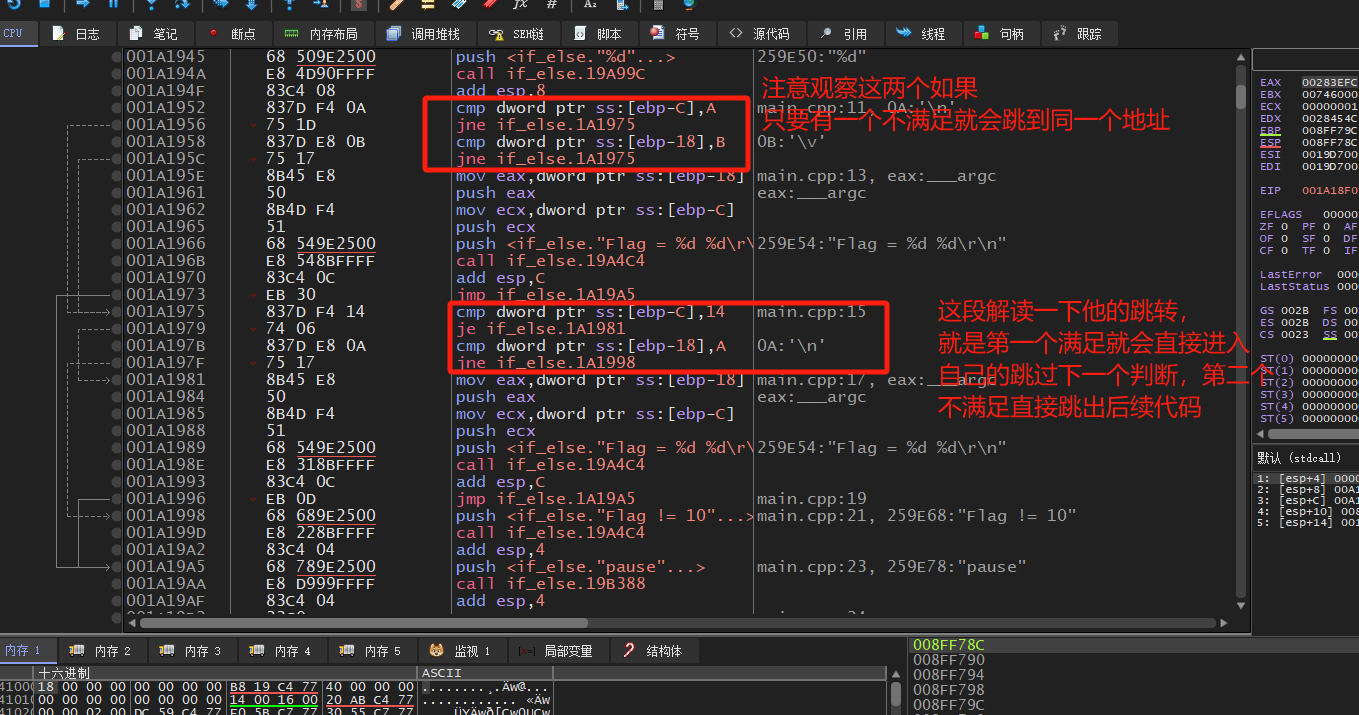 CPU 日志 笔记 断点 内存布局 调用堆栈 SEH链 脚本 符号 源代码 引用 线程 句柄 跟踪
001A1945 68 509E2500 push <if_else."%d"...> 259E50:"%d"
001A194A E8 4D90FFFF call if_else.19A99C
001A194F 83C4 08 add esp,8
001A1952 837D F4 0A cmp dword ptr ss:[ebp-C],A main.cpp:11, 0A:'\n'
001A1956 75 1D jne if_else.1A1975
001A1958 837D E8 0B cmp dword ptr ss:[ebp-18],B 0B:'\v'
001A195C 75 17 jne if_else.1A1975
001A195E 8B45 E8 mov eax,dword ptr ss:[ebp-18] main.cpp:13, eax:___argc
001A1961 50 push eax eax:___argc
001A1962 8B4D F4 mov ecx,dword ptr ss:[ebp-C]
001A1965 51 push ecx
001A1966 68 549E2500 push <if_else."Flag = %d %d\r\ 259E54:"Flag = %d %d\r\n"
001A196B E8 548BFFFF call if_else.19A4C4
001A1970 83C4 0C add esp,C
001A1973 EB 30 jmp if_else.1A19A5
001A1975 837D F4 14 cmp dword ptr ss:[ebp-C],14 main.cpp:15
001A1979 74 06 je if_else.1A1981
001A197B 837D E8 0A cmp dword ptr ss:[ebp-18],A 0A:'\n'
001A197F 75 17 jne if_else.1A1998
001A1981 8B45 E8 mov eax,dword ptr ss:[ebp-18] main.cpp:17, eax:___argc
001A1984 50 push eax eax:___argc
001A1985 8B4D F4 mov ecx,dword ptr ss:[ebp-C]
001A1988 51 push ecx
001A1989 68 549E2500 push <if_else."Flag = %d %d\r\ 259E54:"Flag = %d %d\r\n"
001A198E E8 318BFFFF call if_else.19A4C4
001A1993 83C4 0C add esp,C
001A1996 EB 0D jmp if_else.1A19A5 main.cpp:19
001A1998 68 689E2500 push <if_else."Flag != 10"...> main.cpp:21, 259E68:"Flag != 10"
001A199D E8 228BFFFF call if_else.19A4C4
001A19A2 83C4 04 add esp,4
001A19A5 68 789E2500 push <if_else."pause"...> main.cpp:23, 259E78:"pause"
001A19AA E8 D999FFFF call if_else.19B388
001A19AF 83C4 04 add esp,4
注意观察这两个如果
只要有一个不满足就会跳到同一个地址
这段解读一下他的跳转，
就是第一个满足就会直接进入
自己的跳过下一个判断，第二个
不满足直接跳出后续代码
EAX 00283EFC
EBX 00746000
ECX 00000001
EDX 0028454C
EBP 008FF79C
ESP 008FF78C
ESI 0019D700
EDI 0019D700
EIP 001A18F0
EFLAGS 00000
ZF 0 PF 0 AF
OF 0 SF 0 DF
CF 0 TF 0 IF
LastError 000
LastStatus 000
GS 002B FS 00
ES 002B DS 00
CS 0023 SS 00
ST(0) 00000000
ST(1) 00000000
ST(2) 00000000
ST(3) 00000000
ST(4) 00000000
ST(5) 00000000
默认 (stdcall)
1: [esp+4] 0000
2: [esp+8] 00A1
3: [esp+C] 00A1
4: [esp+10] 008
5: [esp+14] 001
内存 1 内存 2 内存 3 内存 4 内存 5 监视 1 局部变量 结构体
十六进制 ASCII
18 00 00 00 00 00 00 00 B8 19 C4 77 40 00 00 00
14 00 16 00 20 AB C4 77
008FF78C
008FF790
008FF794
008FF798
008FF79C